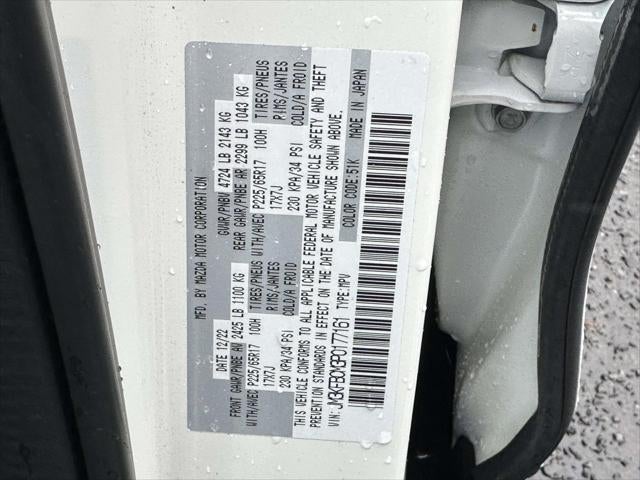 MFD. BY MAZDA MOTOR CORPORATION
DATE 12/22 GVWR/PNBV 4724 LB 2143 KG
FRONT GAWR/PNBE AV 2425 LB 1100 KG REAR GAWR/PNBE AR 2299 LB 1043 KG
WITH/AVEC P225/65R17 100H TIRES/PNEUS WITH/AVEC P225/65R17 100H TIRES/PNEUS
17X7J RIMS/JANTES 17X7J RIMS/JANTES
230 KPA/34 PSI COLD/A FROID 230 KPA/34 PSI COLD/A FROID
THIS VEHICLE CONFORMS TO ALL APPLICABLE FEDERAL MOTOR VEHICLE SAFETY AND THEFT
PREVENTION STANDARDS IN EFFECT ON THE DATE OF MANUFACTURE SHOWN ABOVE.
VIN: JM3KFBCM3P0177161 TYPE:MPV COLOR CODE:51K MADE IN JAPAN